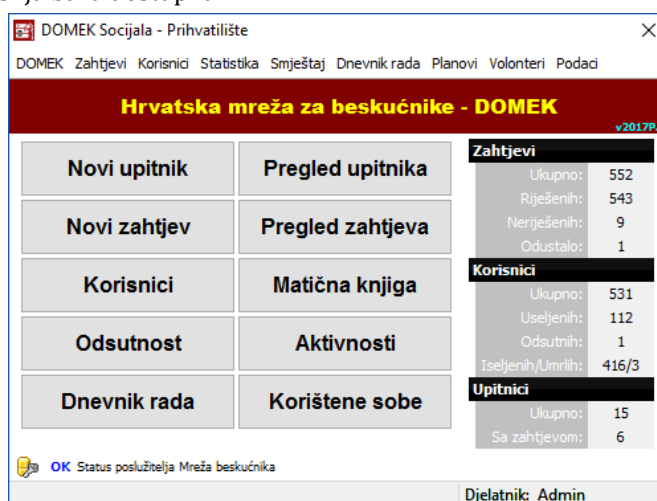 DOMEK Socijala - Prihvatilište
DOMEK Zahtjevi Korisnici Statistika Smještaj Dnevnik rada Planovi Volonteri Podaci
Hrvatska mreža za beskućnike - DOMEK
Novi upitnik
Pregled upitnika
Novi zahtjev
Pregled zahtjeva
Korisnici
Matična knjiga
Odsutnost
Aktivnosti
Dnevnik rada
Korištene sobe
Zahtjevi
Ukupno: 552
Riješenih: 543
Neriješenih: 9
Odustalo: 1
Korisnici
Ukupno: 531
Useljenih: 112
Odsutnih: 1
Iseljenih/Umrlih: 416/3
Upitnici
Ukupno: 15
Sa zahtjevom: 6
OK Status poslužitelja Mreža beskućnika
Djelatnik: Admin